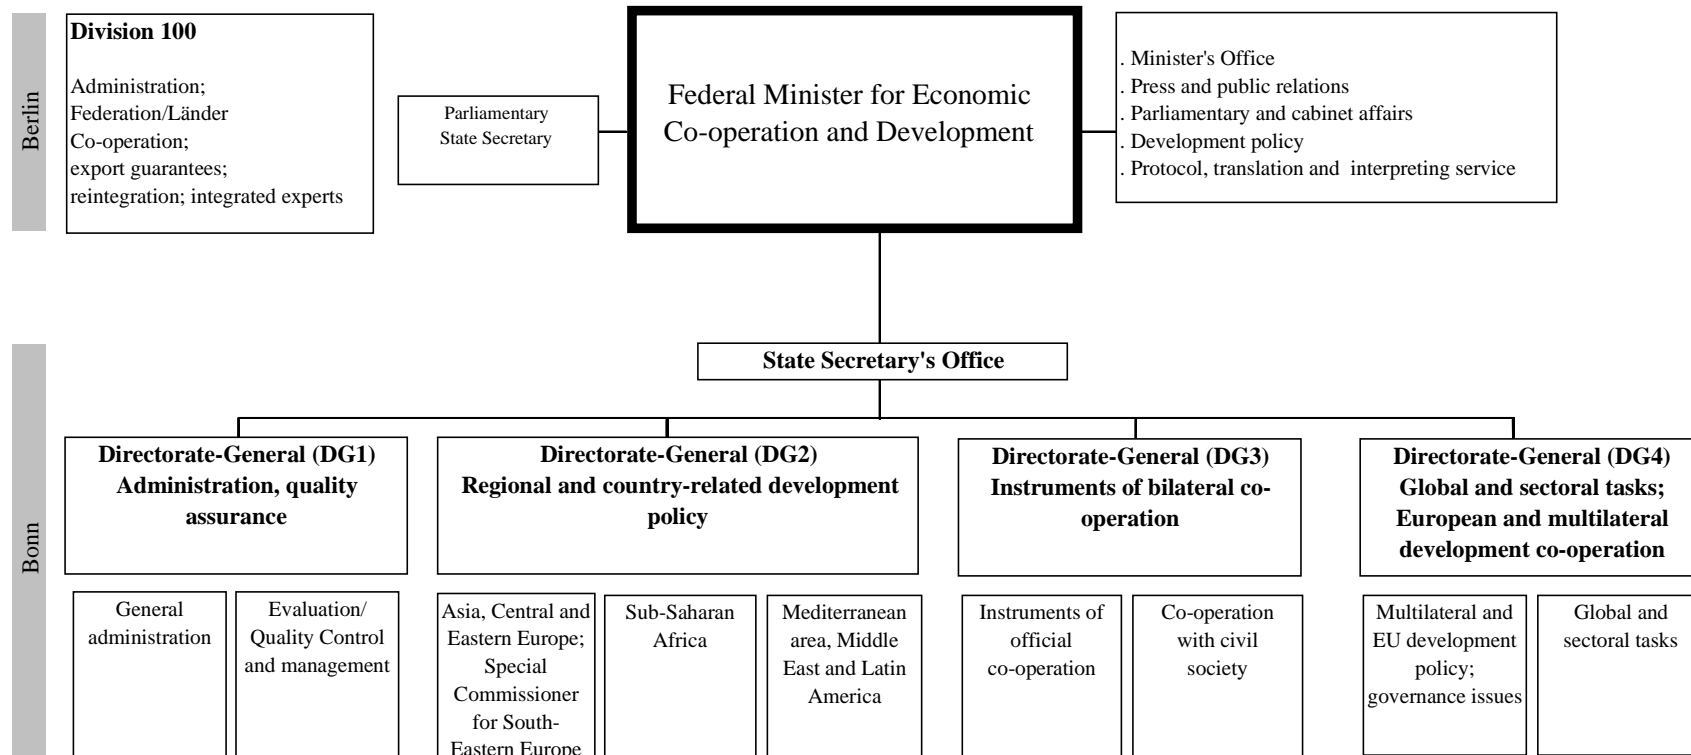 Berlin
Division 100
Administration;
Federation/Länder
Co-operation;
export guarantees;
reintegration; integrated experts
Parliamentary
State Secretary
Federal Minister for Economic
Co-operation and Development
. Minister's Office
. Press and public relations
. Parliamentary and cabinet affairs
. Development policy
. Protocol, translation and interpreting service
Bonn
State Secretary's Office
Directorate-General (DG1)
Administration, quality
assurance
Directorate-General (DG2)
Regional and country-related development
policy
Directorate-General (DG3)
Instruments of bilateral co-
operation
Directorate-General (DG4)
Global and sectoral tasks;
European and multilateral
development co-operation
General
administration
Evaluation/
Quality Control
and management
Asia, Central and
Eastern Europe;
Special
Commissioner
for South-
Eastern Europe
Sub-Saharan
Africa
Mediterranean
area, Middle
East and Latin
America
Instruments of
official
co-operation
Co-operation
with civil
society
Multilateral and
EU development
policy;
governance issues
Global and
sectoral tasks